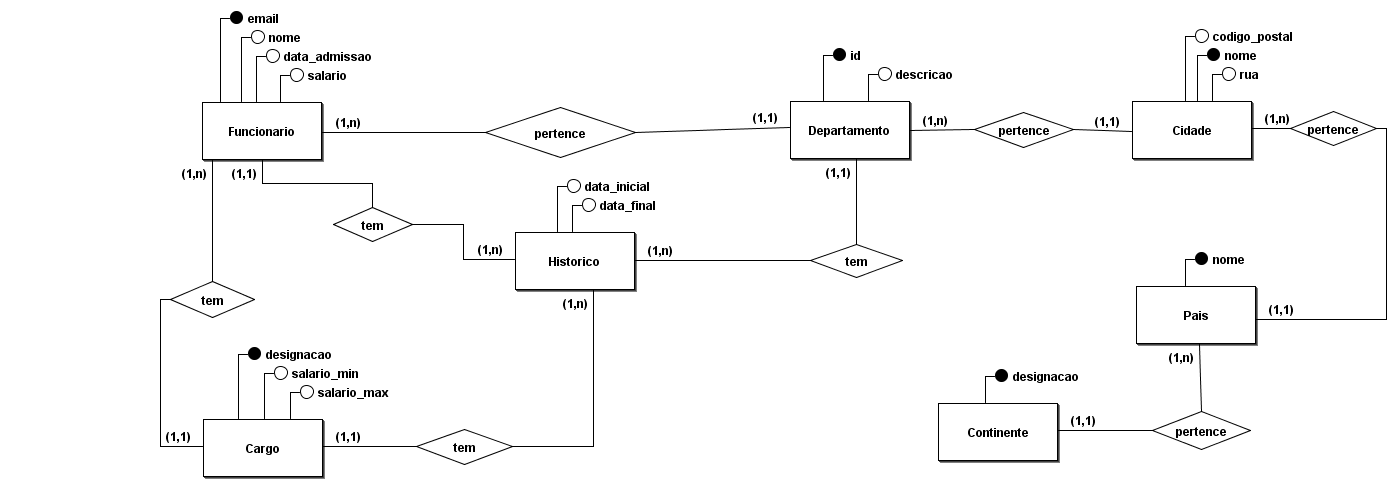 email
nome
data_admissao
salario
Funcionario
(1,n)
pertence
(1,1)
id
descricao
Departamento
(1,n)
pertence
(1,1)
codigo_postal
nome
rua
Cidade
(1,n)
pertence
(1,n)
(1,1)
tem
(1,n)
data_inicial
data_final
Historico
(1,n)
(1,n)
tem
(1,1)
nome
Pais
(1,1)
(1,n)
tem
designacao
salario_min
salario_max
(1,1)
Cargo
(1,1)
tem
designacao
Continente
(1,1)
pertence